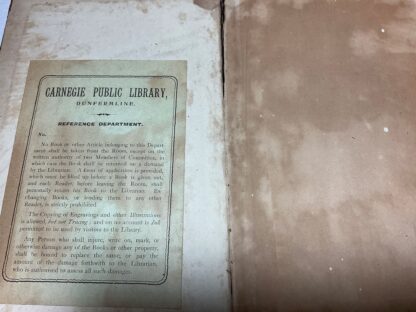 CARNEGIE PUBLIC LIBRARY,
DUNFERMLINE.
REFERENCE DEPARTMENT.
No.
No Book or other Article belonging to this Depart-
ment shall be taken from the Room, except on the
written authority of two Members of Committee, in
which case the Book shall be returned on a demand
by the Librarian. A form of application is provided,
which must be filled up before a Book is given out,
and each Reader before leaving the Room, shall
personally return his Book to the Librarian. Ex-
changing Books, or lending them to any other
Reader, is strictly prohibited.
The Copying of Engravings and other Illustrations
is allowed, but not Tracing; and on no account is Ink
permitted to be used by visitors to the Library.
Any Person who shall injure, write on, mark, or
otherwise damage any of the Books or other property,
shall be bound to replace the same, or pay the
amount of the damage forthwith to the Librarian,
who is authorised to assess all such damages.